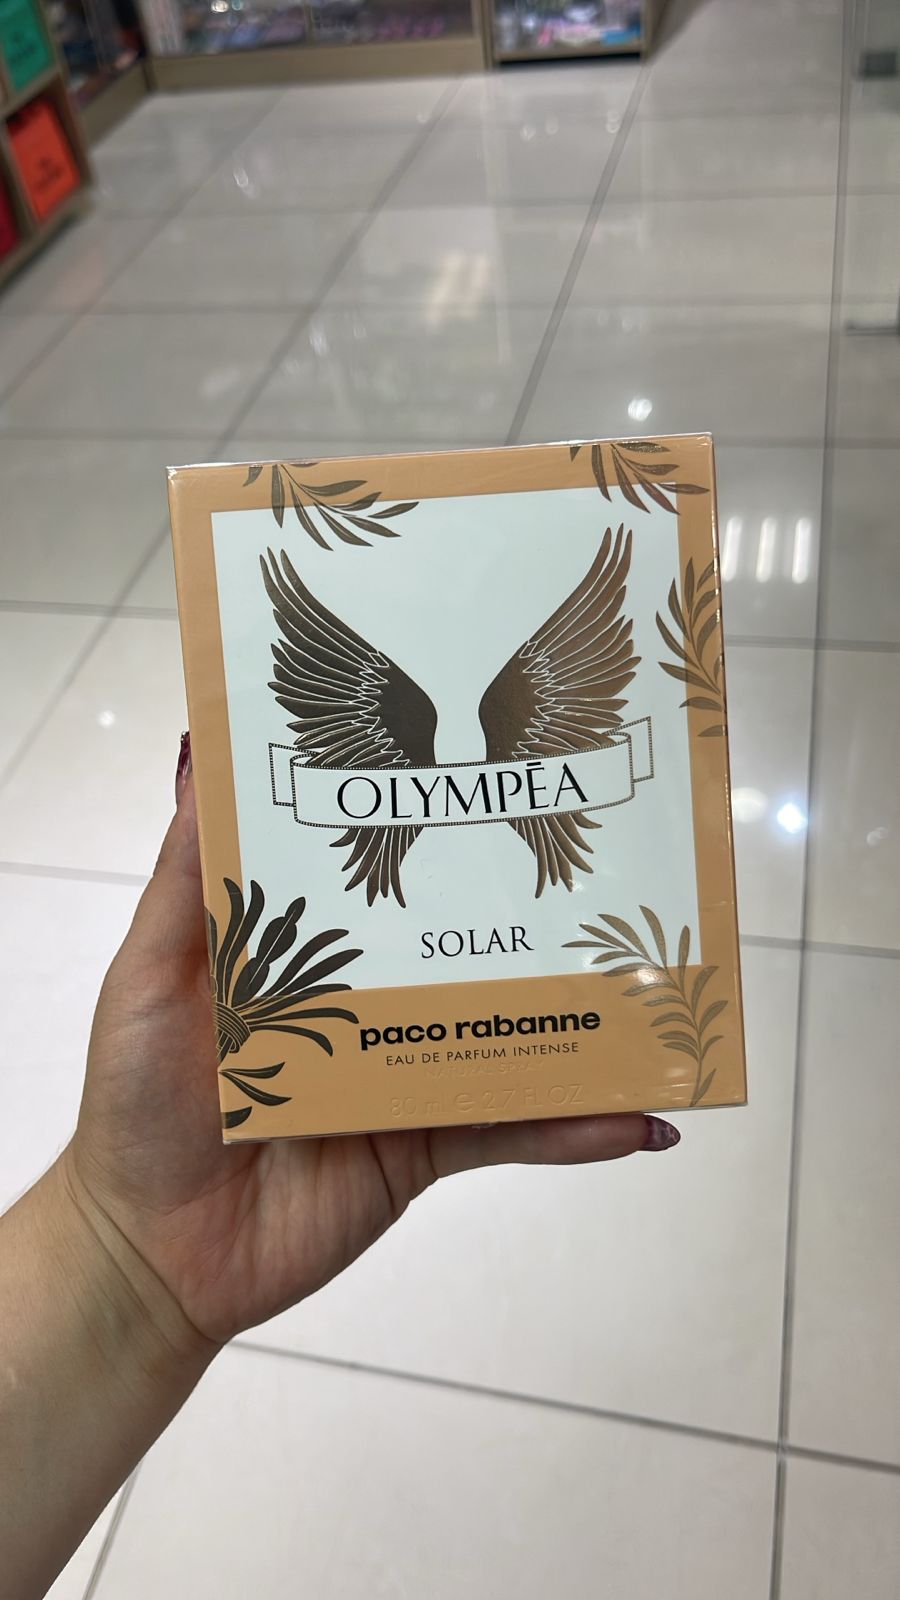 OLYMPĒA
SOLAR
paco rabanne
EAU DE PARFUM INTENSE
NATURAL SPRAY
80 ml ℮ 2.7 FL OZ